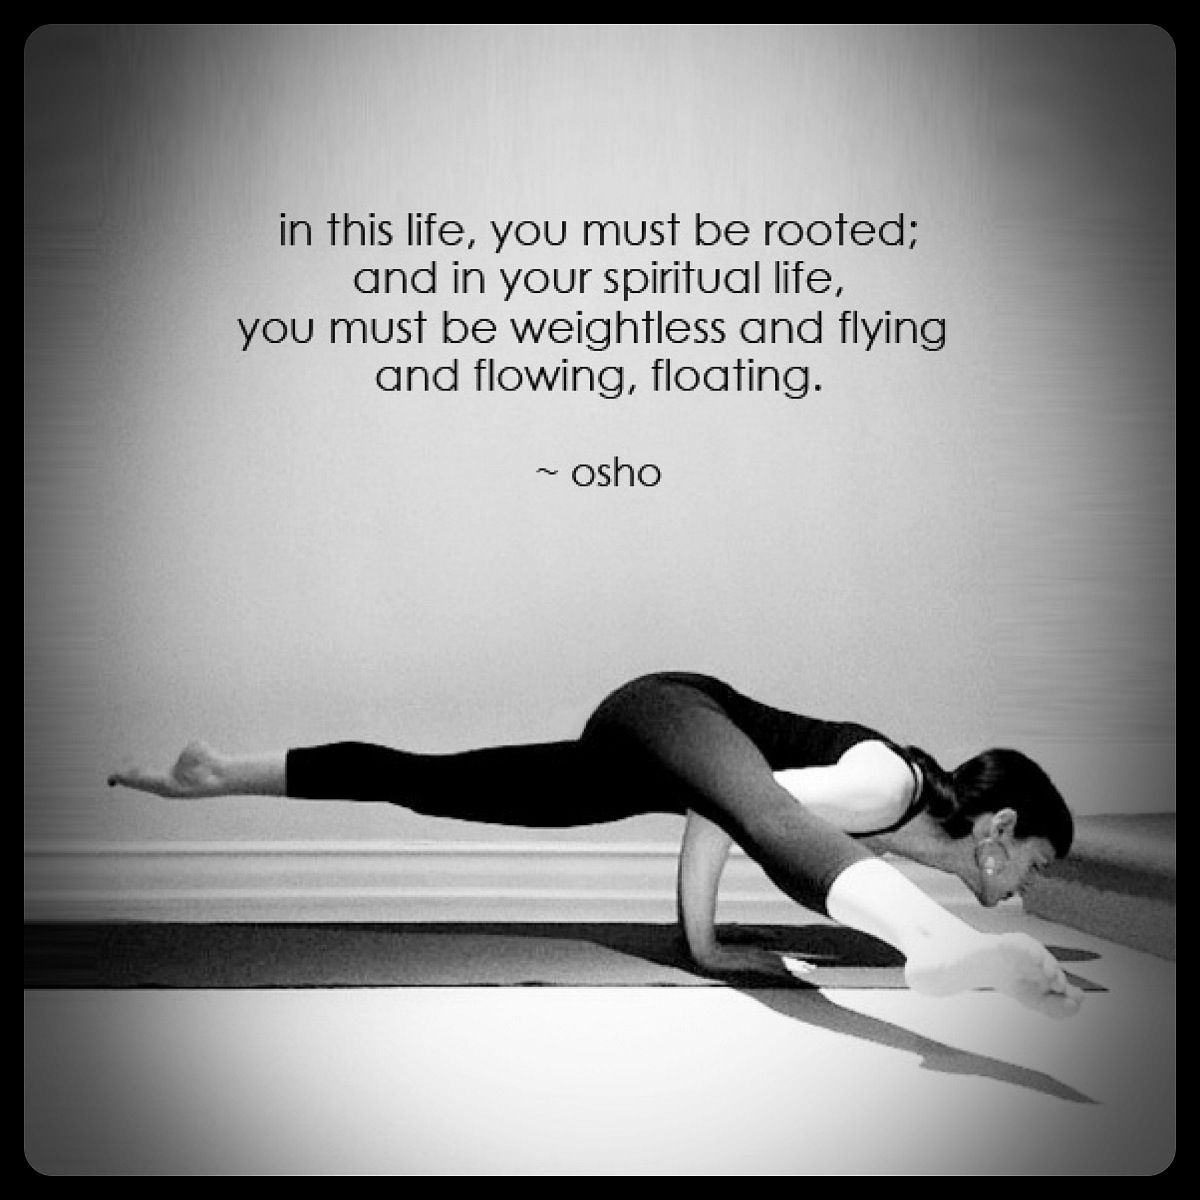 in this life, you must be rooted;
and in your spiritual life,
you must be weightless and flying
and flowing, floating.
~ osho